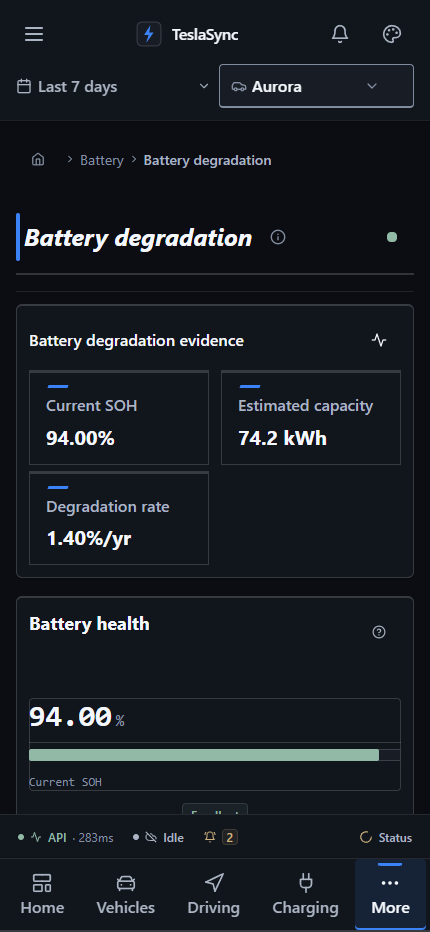 TeslaSync
Last 7 days
Aurora
Battery
Battery degradation
Battery degradation
Battery degradation evidence
Current SOH
94.00%
Estimated capacity
74.2 kWh
Degradation rate
1.40%/yr
Battery health
94.00 %
Current SOH
API · 283ms
Idle
2
Status
Home
Vehicles
Driving
Charging
More